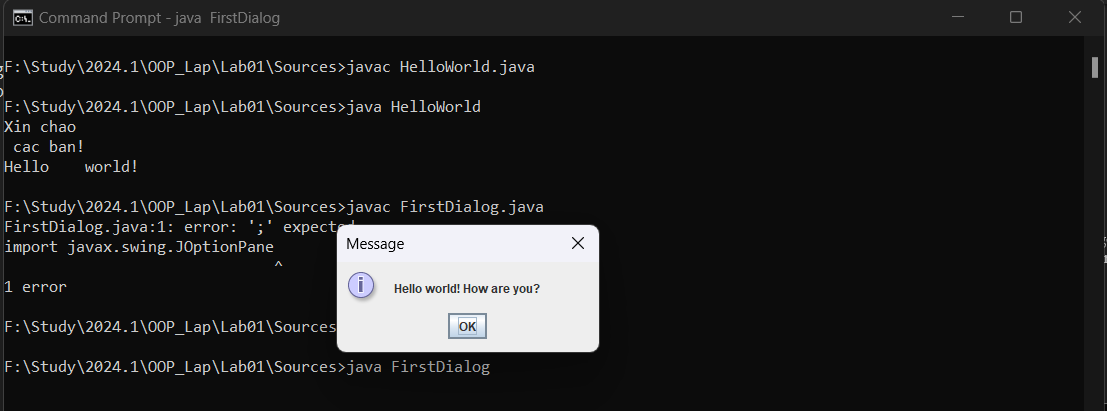 Command Prompt - java  FirstDialog
F:\Study\2024.1\OOP_Lap\Lab01\Sources>javac HelloWorld.java
F:\Study\2024.1\OOP_Lap\Lab01\Sources>java HelloWorld
Xin chao
 cac ban!
Hello    world!
F:\Study\2024.1\OOP_Lap\Lab01\Sources>javac FirstDialog.java
FirstDialog.java:1: error: ';' expected
import javax.swing.JOptionPane
                              ^
1 error
F:\Study\2024.1\OOP_Lap\Lab01\Sources
F:\Study\2024.1\OOP_Lap\Lab01\Sources>java FirstDialog
Message
Hello world! How are you?
OK